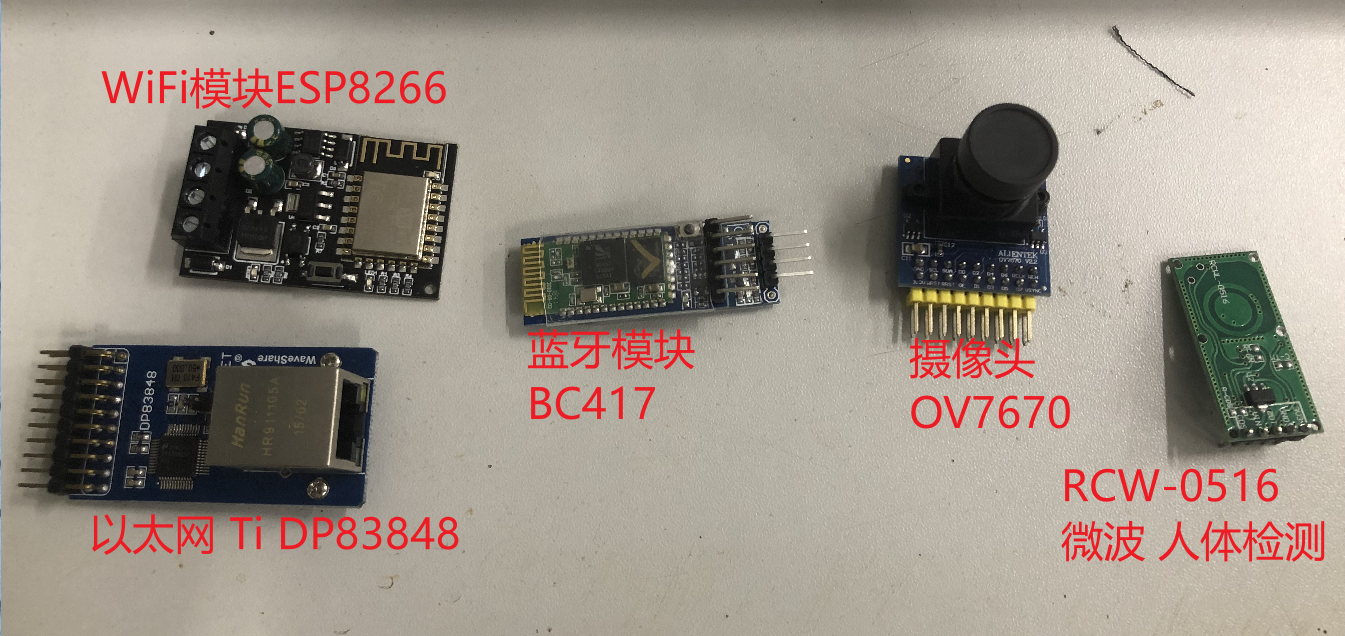 WiFi模块ESP8266
WaveShare
DP83848
HanRun
HR911105A
15/62
以太网 Ti DP83848
蓝牙模块
BC417
ALIENTEK
OV7670 V2.2
摄像头
OV7670
RCWL-0516
RCW-0516
微波 人体检测